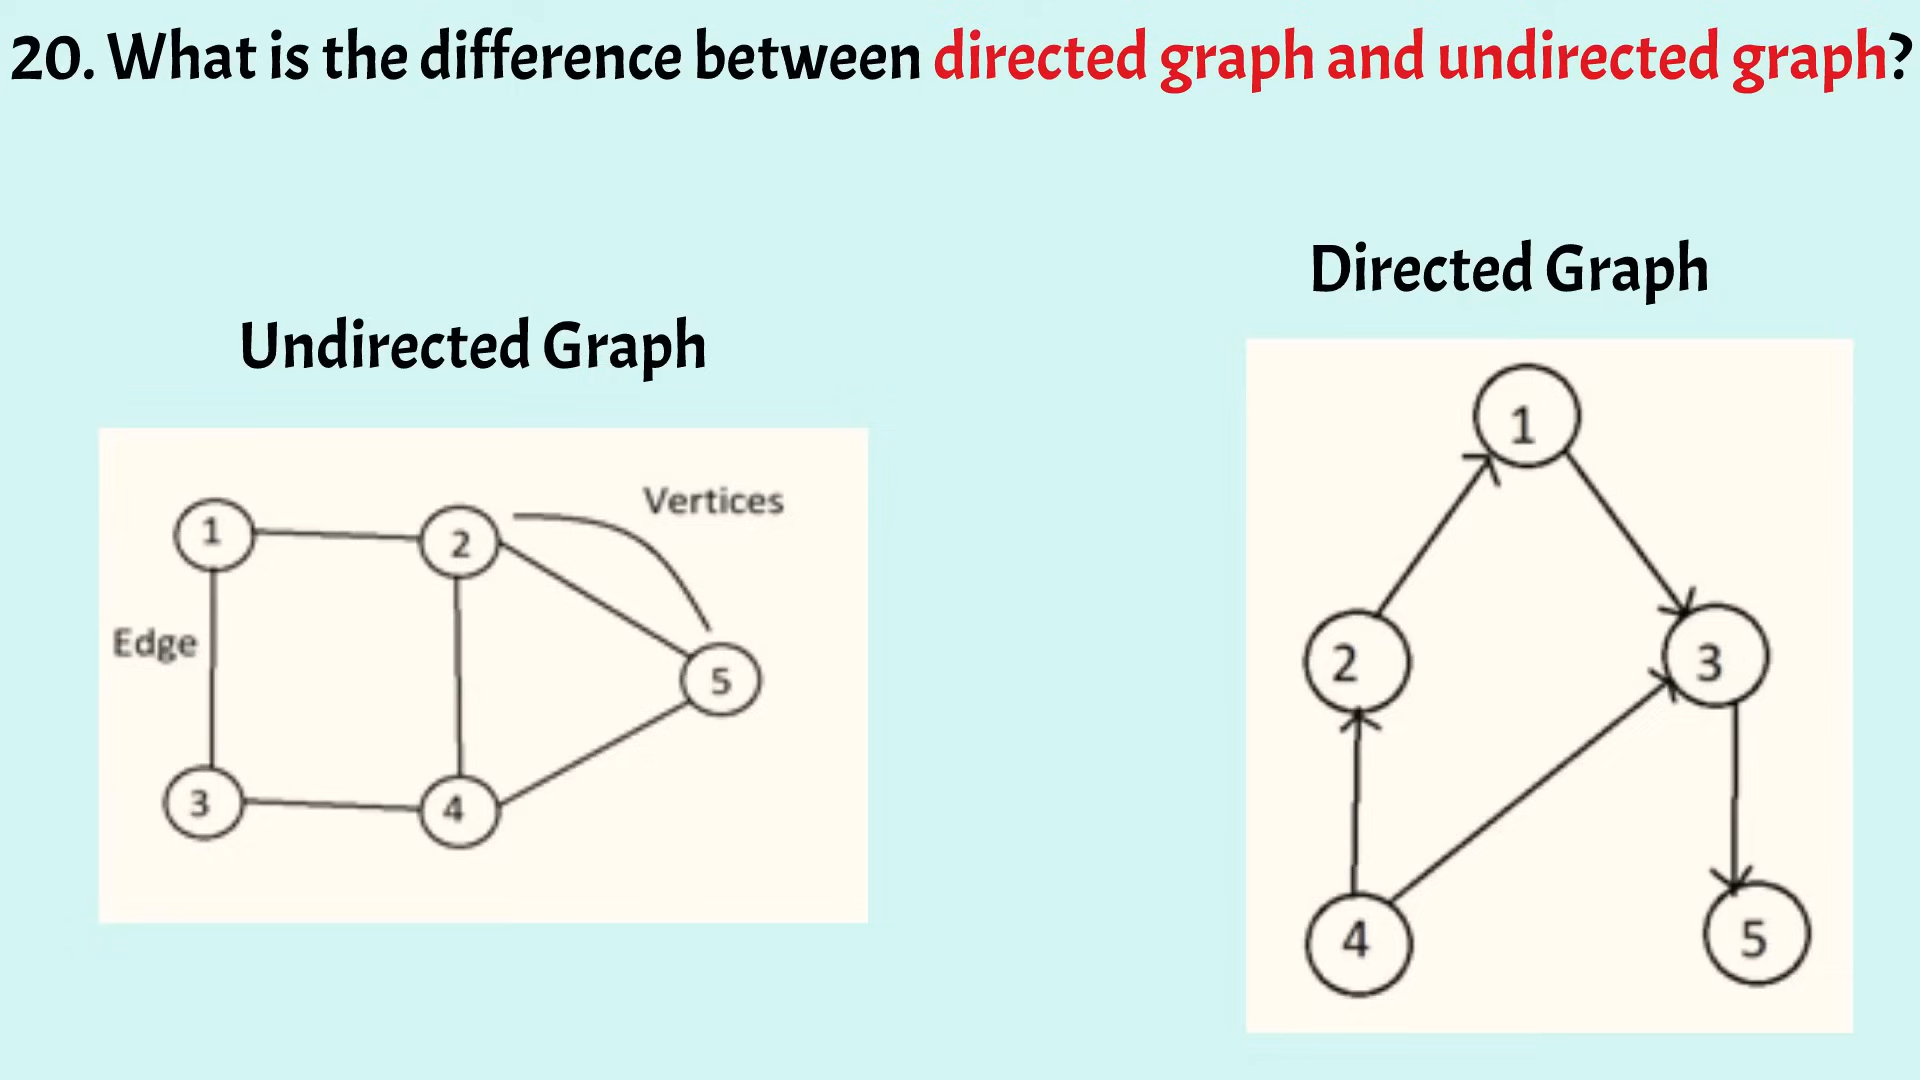 20. What is the difference between directed graph and undirected graph?
Undirected Graph
1
2
Vertices
Edge
5
3
4
Directed Graph
1
2
3
4
5